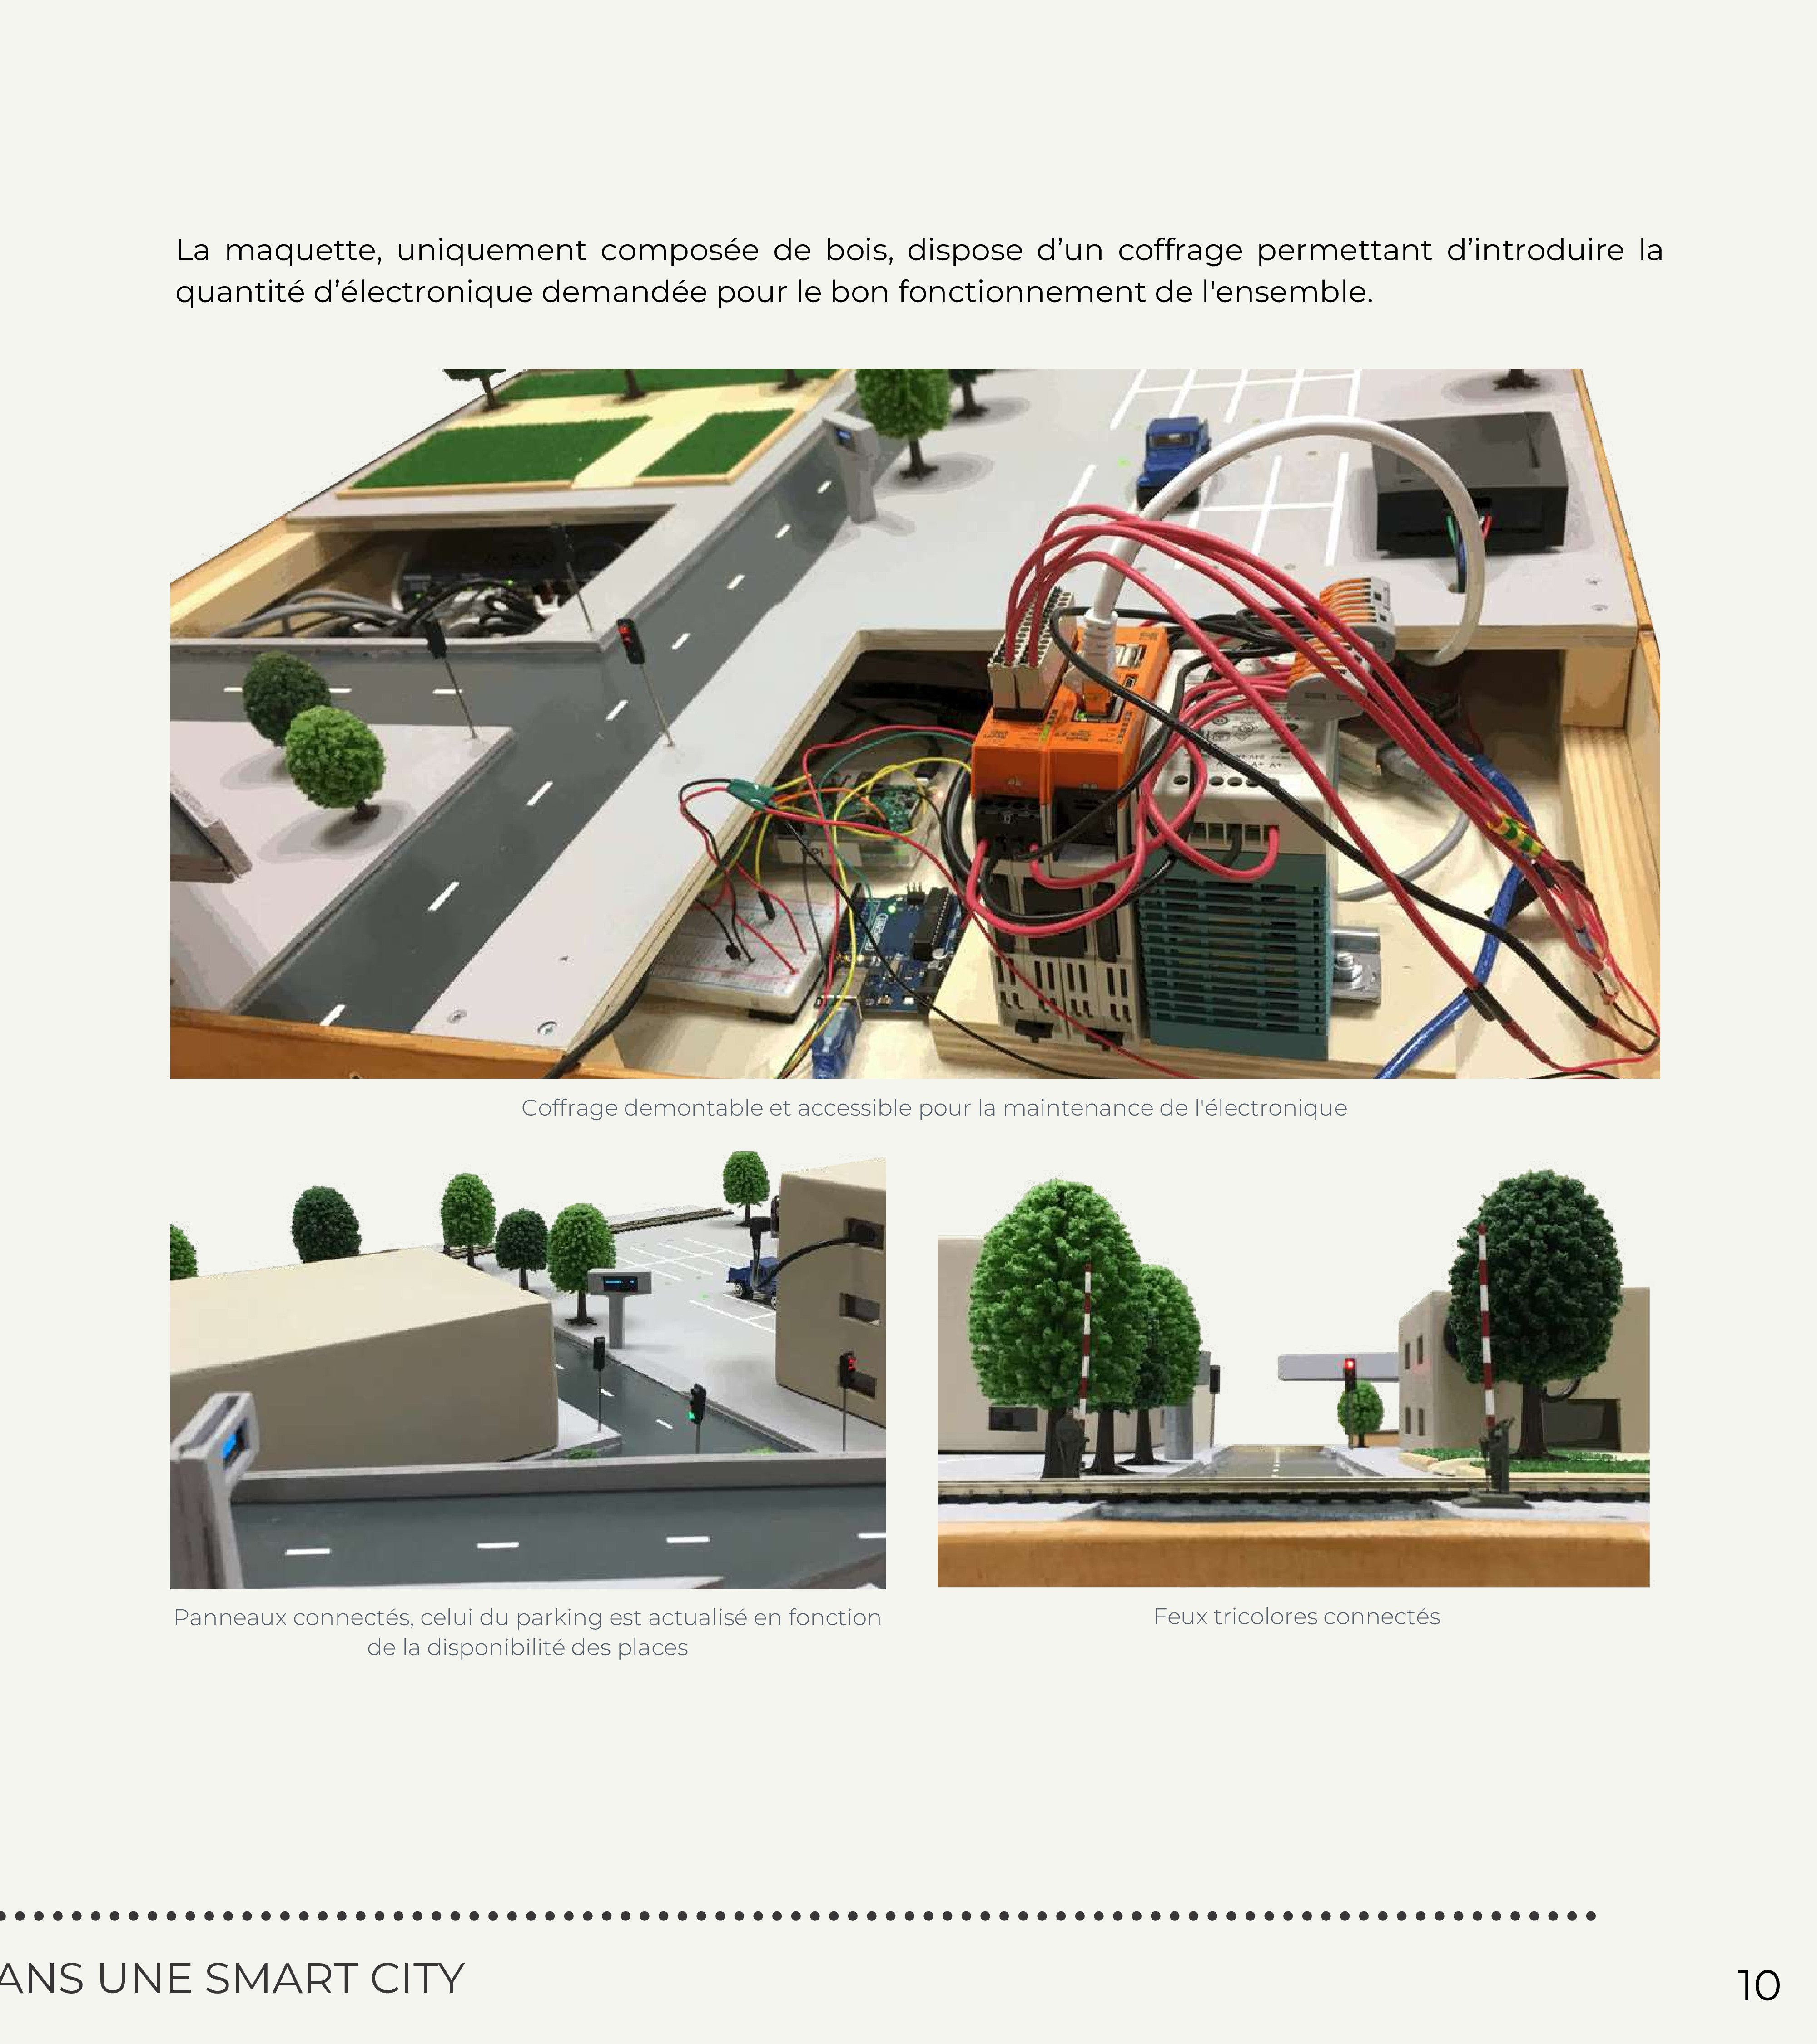 La maquette, uniquement composée de bois, dispose d’un coffrage permettant d’introduire la
quantité d’électronique demandée pour le bon fonctionnement de l'ensemble.
Coffrage demontable et accessible pour la maintenance de l'électronique
Panneaux connectés, celui du parking est actualisé en fonction
de la disponibilité des places
Feux tricolores connectés
ANS UNE SMART CITY
10